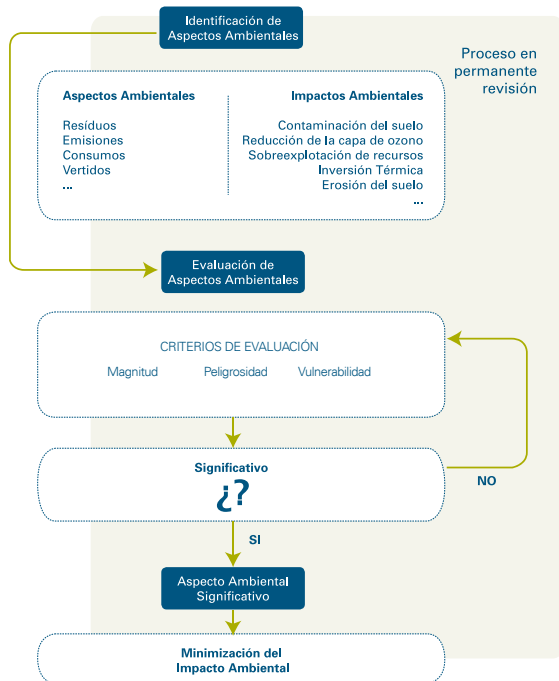 Identificación de
Aspectos Ambientales
Proceso en
permanente
revisión
Aspectos Ambientales
Resíduos
Emisiones
Consumos
Vertidos
...
Impactos Ambientales
Contaminación del suelo
Reducción de la capa de ozono
Sobreexplotación de recursos
Inversión Térmica
Erosión del suelo
...
Evaluación de
Aspectos Ambientales
CRITERIOS DE EVALUACIÓN
Magnitud Peligrosidad Vulnerabilidad
Significativo
¿?
NO
SI
Aspecto Ambiental
Significativo
Minimización del
Impacto Ambiental